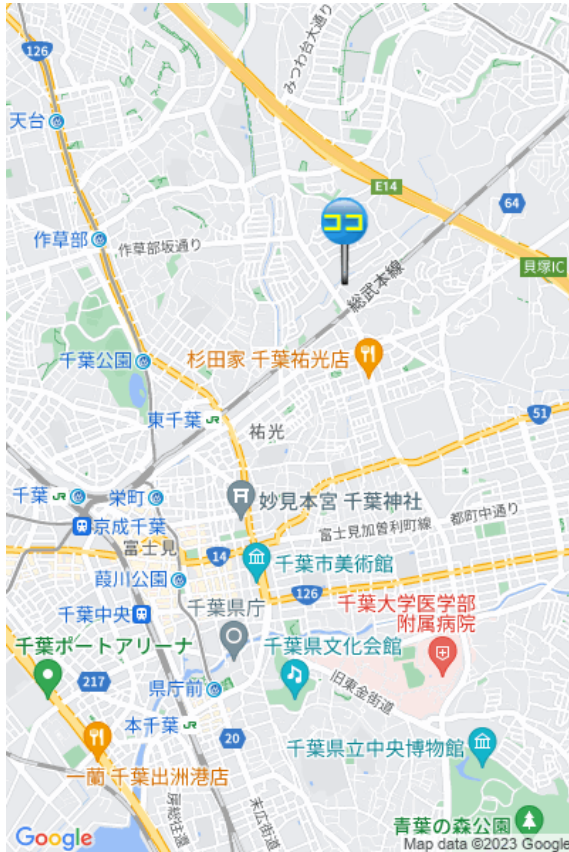 126
みつわ台大通り
天台
E14
64
ココ
作草部
作草部坂通り
貝塚IC
総武本線
千葉公園
杉田家 千葉祐光店
51
東千葉 JR
祐光
千葉 JR
栄町
妙見本宮 千葉神社
都町中通り
京成千葉
富士見加曽利町線
富士見
14
千葉市美術館
葭川公園
126
千葉中央
千葉県庁
千葉大学医学部
附属病院
千葉ポートアリーナ
千葉県文化会館
217
県庁前
旧東金街道
本千葉 JR
20
千葉県立中央博物館
一蘭 千葉出洲港店
房総往還
末広街道
青葉の森公園
Google
Map data ©2023 Google